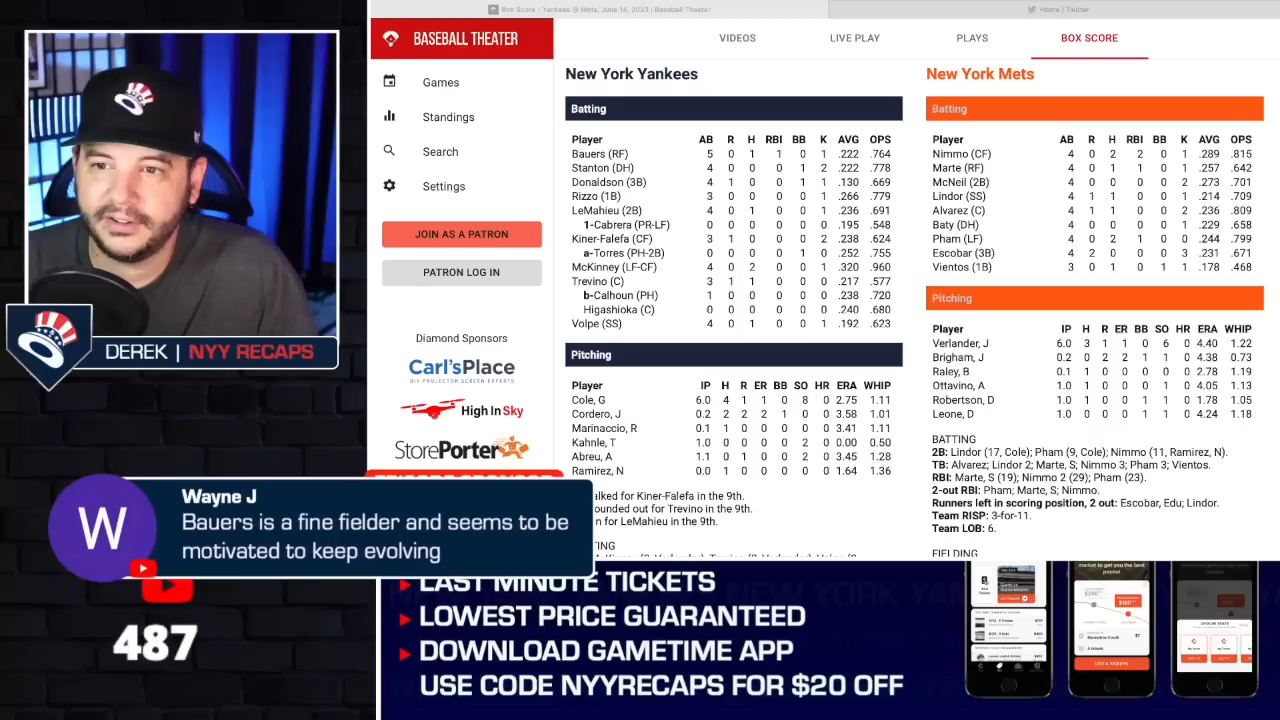 Box Score - Yankees @ Mets, June 14, 2023 | Baseball Theater
Home / Twitter
BASEBALL THEATER
VIDEOS
LIVE PLAY
PLAYS
BOX SCORE
Games
Standings
Search
Settings
JOIN AS A PATRON
PATRON LOG IN
Diamond Sponsors
Carl'sPlace
DIY PROJECTOR SCREEN EXPERTS
High In Sky
StorePorter
New York Yankees
Batting
Player AB R H RBI BB K AVG OPS
Bauers (RF) 5 0 1 1 0 1 .222 .764
Stanton (DH) 4 0 0 0 1 2 .222 .778
Donaldson (3B) 4 1 0 0 0 1 .130 .669
Rizzo (1B) 4 0 0 0 0 1 .266 .779
LeMahieu (2B) 4 0 1 0 0 1 .236 .691
1-Cabrera (PR-LF) 0 0 0 0 0 0 .195 .548
Kiner-Falefa (CF) 3 1 0 0 0 2 .238 .624
a-Torres (PH-2B) 0 0 0 0 1 0 .252 .755
McKinney (LF-CF) 4 0 2 0 0 1 .320 .960
Trevino (C) 3 1 1 0 0 0 .217 .577
b-Calhoun (PH) 1 0 0 0 0 0 .238 .720
Higashioka (C) 0 0 0 0 0 0 .240 .680
Volpe (SS) 4 0 1 0 0 1 .192 .623
Pitching
Player IP H R ER BB SO HR ERA WHIP
Cole, G 6.0 4 1 1 0 8 0 2.75 1.11
Cordero, J 0.2 2 2 2 1 0 0 3.58 1.01
Marinaccio, R 0.1 1 0 0 0 0 0 3.41 1.11
Kahnle, T 1.0 0 0 0 0 2 0 0.00 0.50
Abreu, A 1.1 0 0 0 0 2 0 3.45 1.28
Ramirez, N 0.0 1 0 0 0 0 0 1.64 1.36
alked for Kiner-Falefa in the 9th.
ounded out for Trevino in the 9th.
n for LeMahieu in the 9th.
New York Mets
Batting
Player AB R H RBI BB K AVG OPS
Nimmo (CF) 4 0 2 2 0 1 .289 .815
Marte (RF) 4 0 1 1 0 0 .257 .642
McNeil (2B) 4 0 0 0 0 2 .273 .701
Lindor (SS) 4 1 1 0 0 1 .214 .709
Alvarez (C) 4 1 1 0 0 2 .236 .809
Baty (DH) 4 0 0 0 0 1 .229 .658
Pham (LF) 4 0 2 1 0 0 .244 .799
Escobar (3B) 4 2 0 0 0 3 .231 .671
Vientos (1B) 3 0 1 0 1 1 .178 .468
Pitching
Player IP H R ER BB SO HR ERA WHIP
Verlander, J 6.0 3 1 1 0 6 0 4.40 1.22
Brigham, J 0.2 0 2 2 1 1 0 4.38 0.73
Raley, B 0.1 1 0 0 0 0 0 2.78 1.19
Ottavino, A 1.0 1 0 0 0 1 0 4.05 1.13
Robertson, D 1.0 1 0 0 1 1 0 1.78 1.05
Leone, D 1.0 1 0 0 0 1 0 4.24 1.18
BATTING
2B: Lindor (17, Cole); Pham (9, Cole); Nimmo (11, Ramirez, N).
TB: Alvarez; Lindor 2; Marte, S; Nimmo 3; Pham 3; Vientos.
RBI: Marte, S (19); Nimmo 2 (29); Pham (23).
2-out RBI: Pham; Marte, S; Nimmo.
Runners left in scoring position, 2 out: Escobar, Edu; Lindor.
Team RISP: 3-for-11.
Team LOB: 6.
FIELDING
DEREK | NYY RECAPS
W
Wayne J
Bauers is a fine fielder and seems to be
motivated to keep evolving
487
LAST MINUTE TICKETS
LOWEST PRICE GUARANTEED
DOWNLOAD GAMETIME APP
USE CODE NYYRECAPS FOR $20 OFF